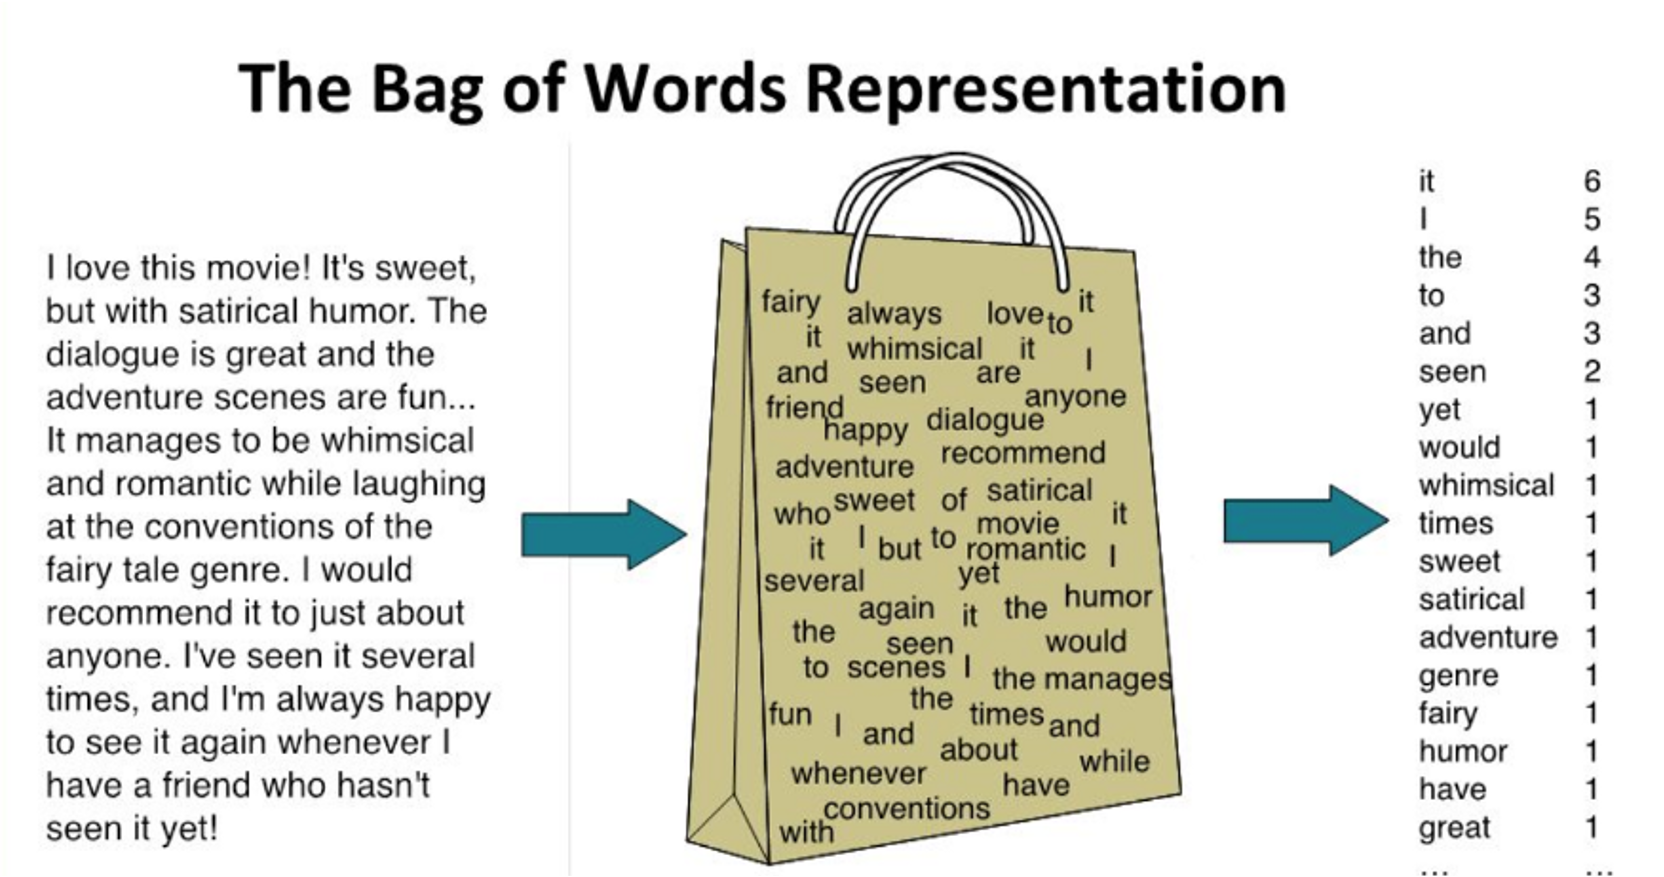 The Bag of Words Representation
I love this movie! It's sweet,
but with satirical humor. The
dialogue is great and the
adventure scenes are fun...
It manages to be whimsical
and romantic while laughing
at the conventions of the
fairy tale genre. I would
recommend it to just about
anyone. I've seen it several
times, and I'm always happy
to see it again whenever I
have a friend who hasn't
seen it yet!
fairy always love to it
it whimsical it I
and seen are anyone
friend happy dialogue
adventure recommend
who sweet of satirical it
it I but to movie romantic I
several yet
again it the humor
the seen would
to scenes I the manages
fun I and the times and
about while
whenever have
conventions
with
it 6
I 5
the 4
to 3
and 3
seen 2
yet 1
would 1
whimsical 1
times 1
sweet 1
satirical 1
adventure 1
genre 1
fairy 1
humor 1
have 1
great 1
... ...